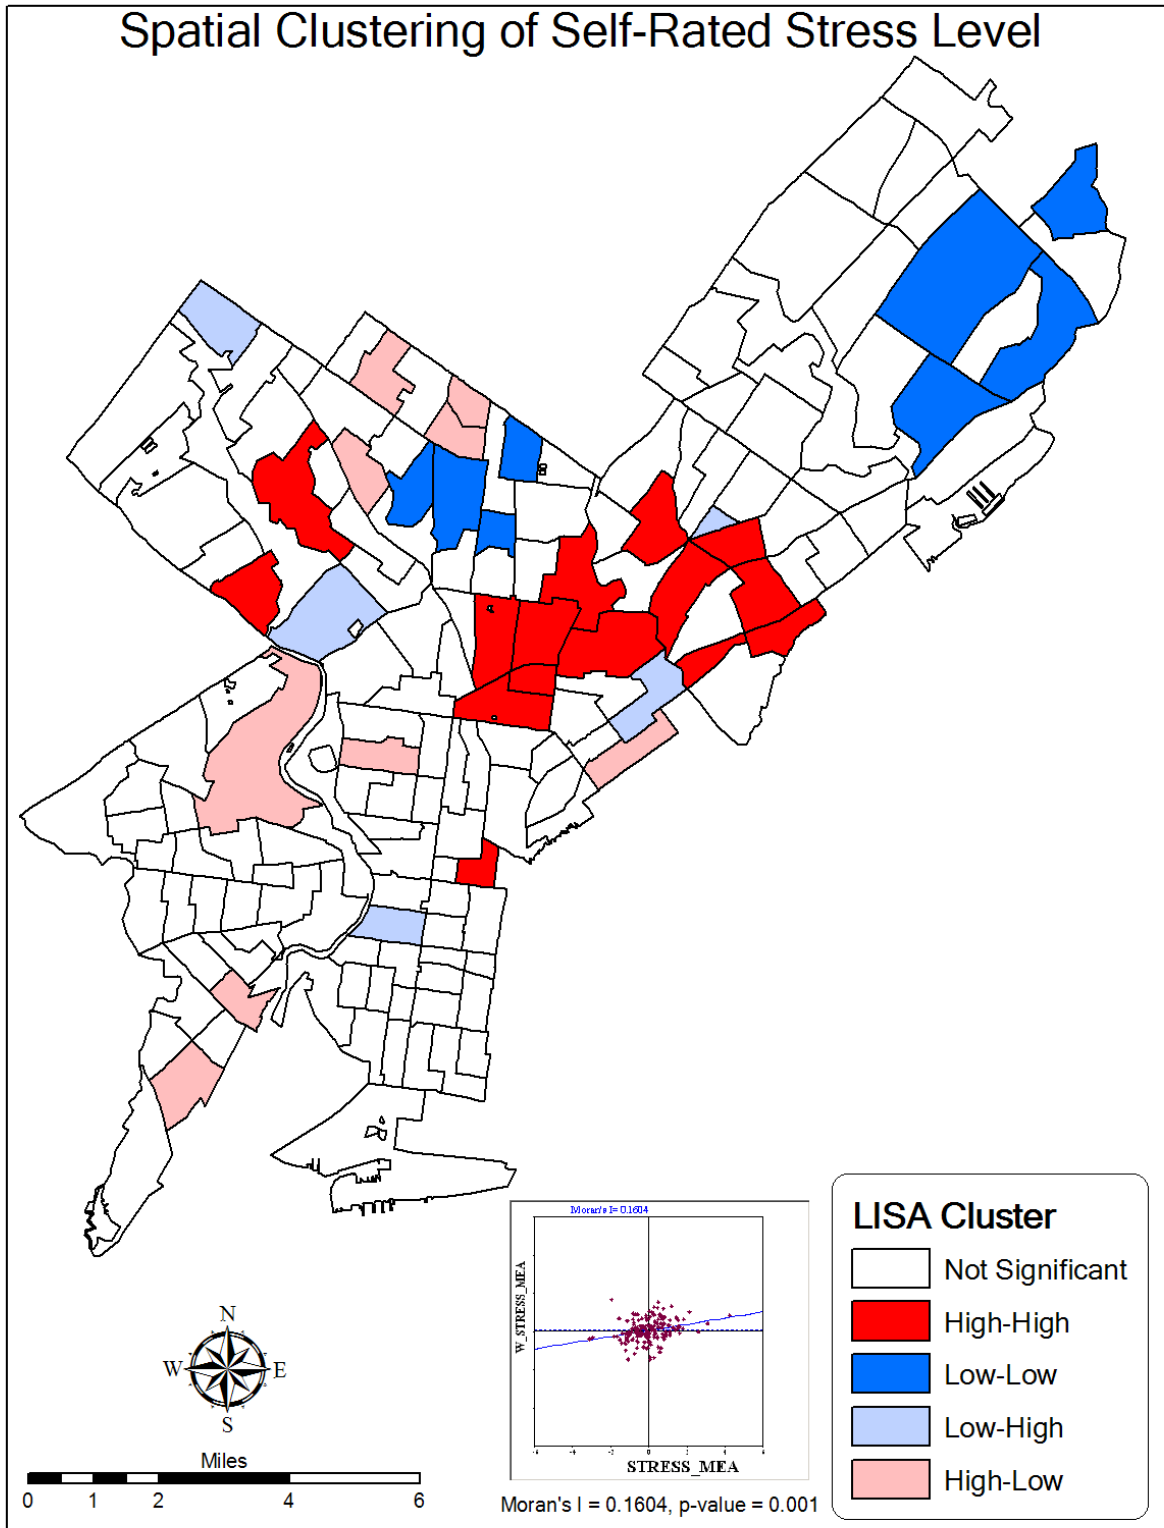 Spatial Clustering of Self-Rated Stress Level
Moran's I= 0.1604
W_STRESS_MEA
STRESS_MEA
Moran's I = 0.1604, p-value = 0.001
LISA Cluster
Not Significant
High-High
Low-Low
Low-High
High-Low
N
W E
S
Miles
0 1 2 4 6